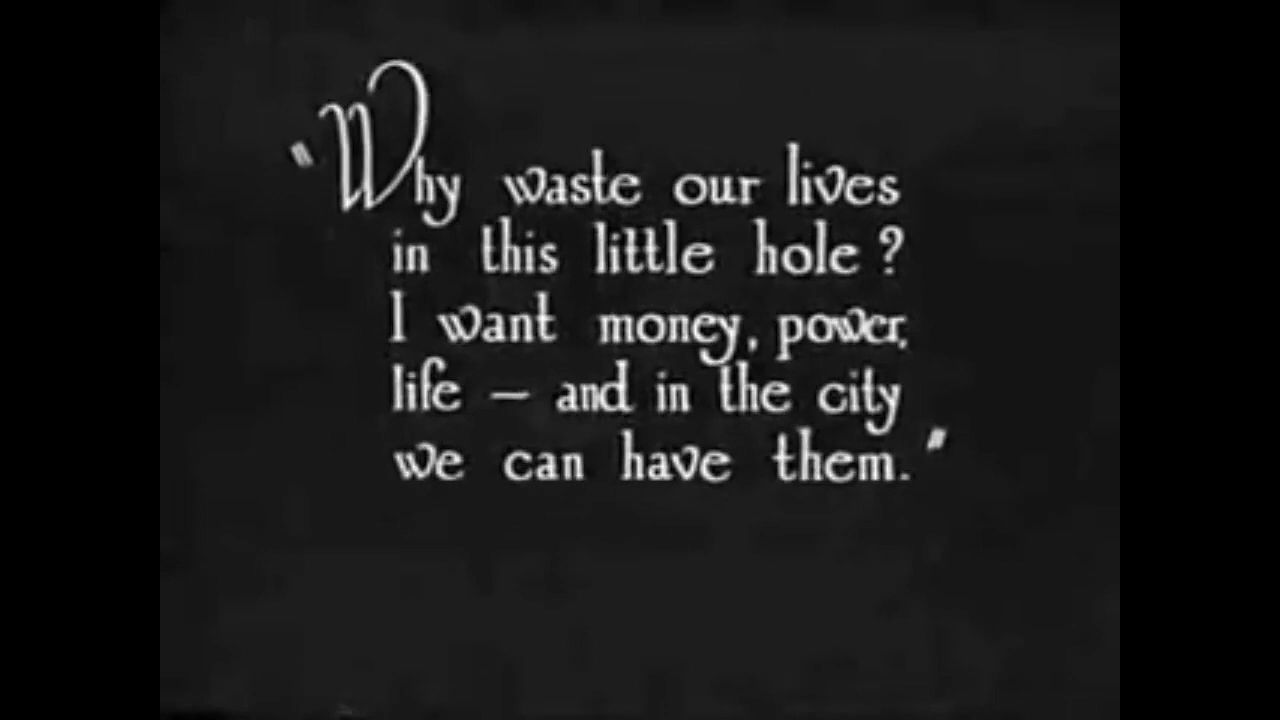 "Why waste our lives
in this little hole?
I want money, power,
life — and in the city
we can have them."